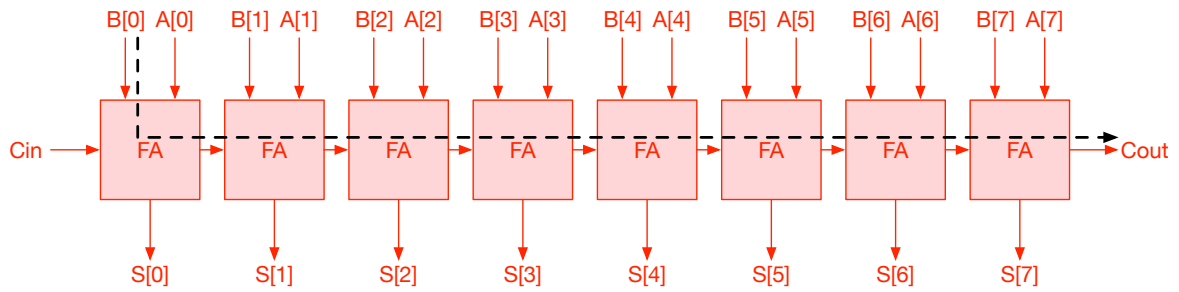 B[0] A[0] B[1] A[1] B[2] A[2] B[3] A[3] B[4] A[4] B[5] A[5] B[6] A[6] B[7] A[7]
Cin FA FA FA FA FA FA FA FA Cout
S[0] S[1] S[2] S[3] S[4] S[5] S[6] S[7]